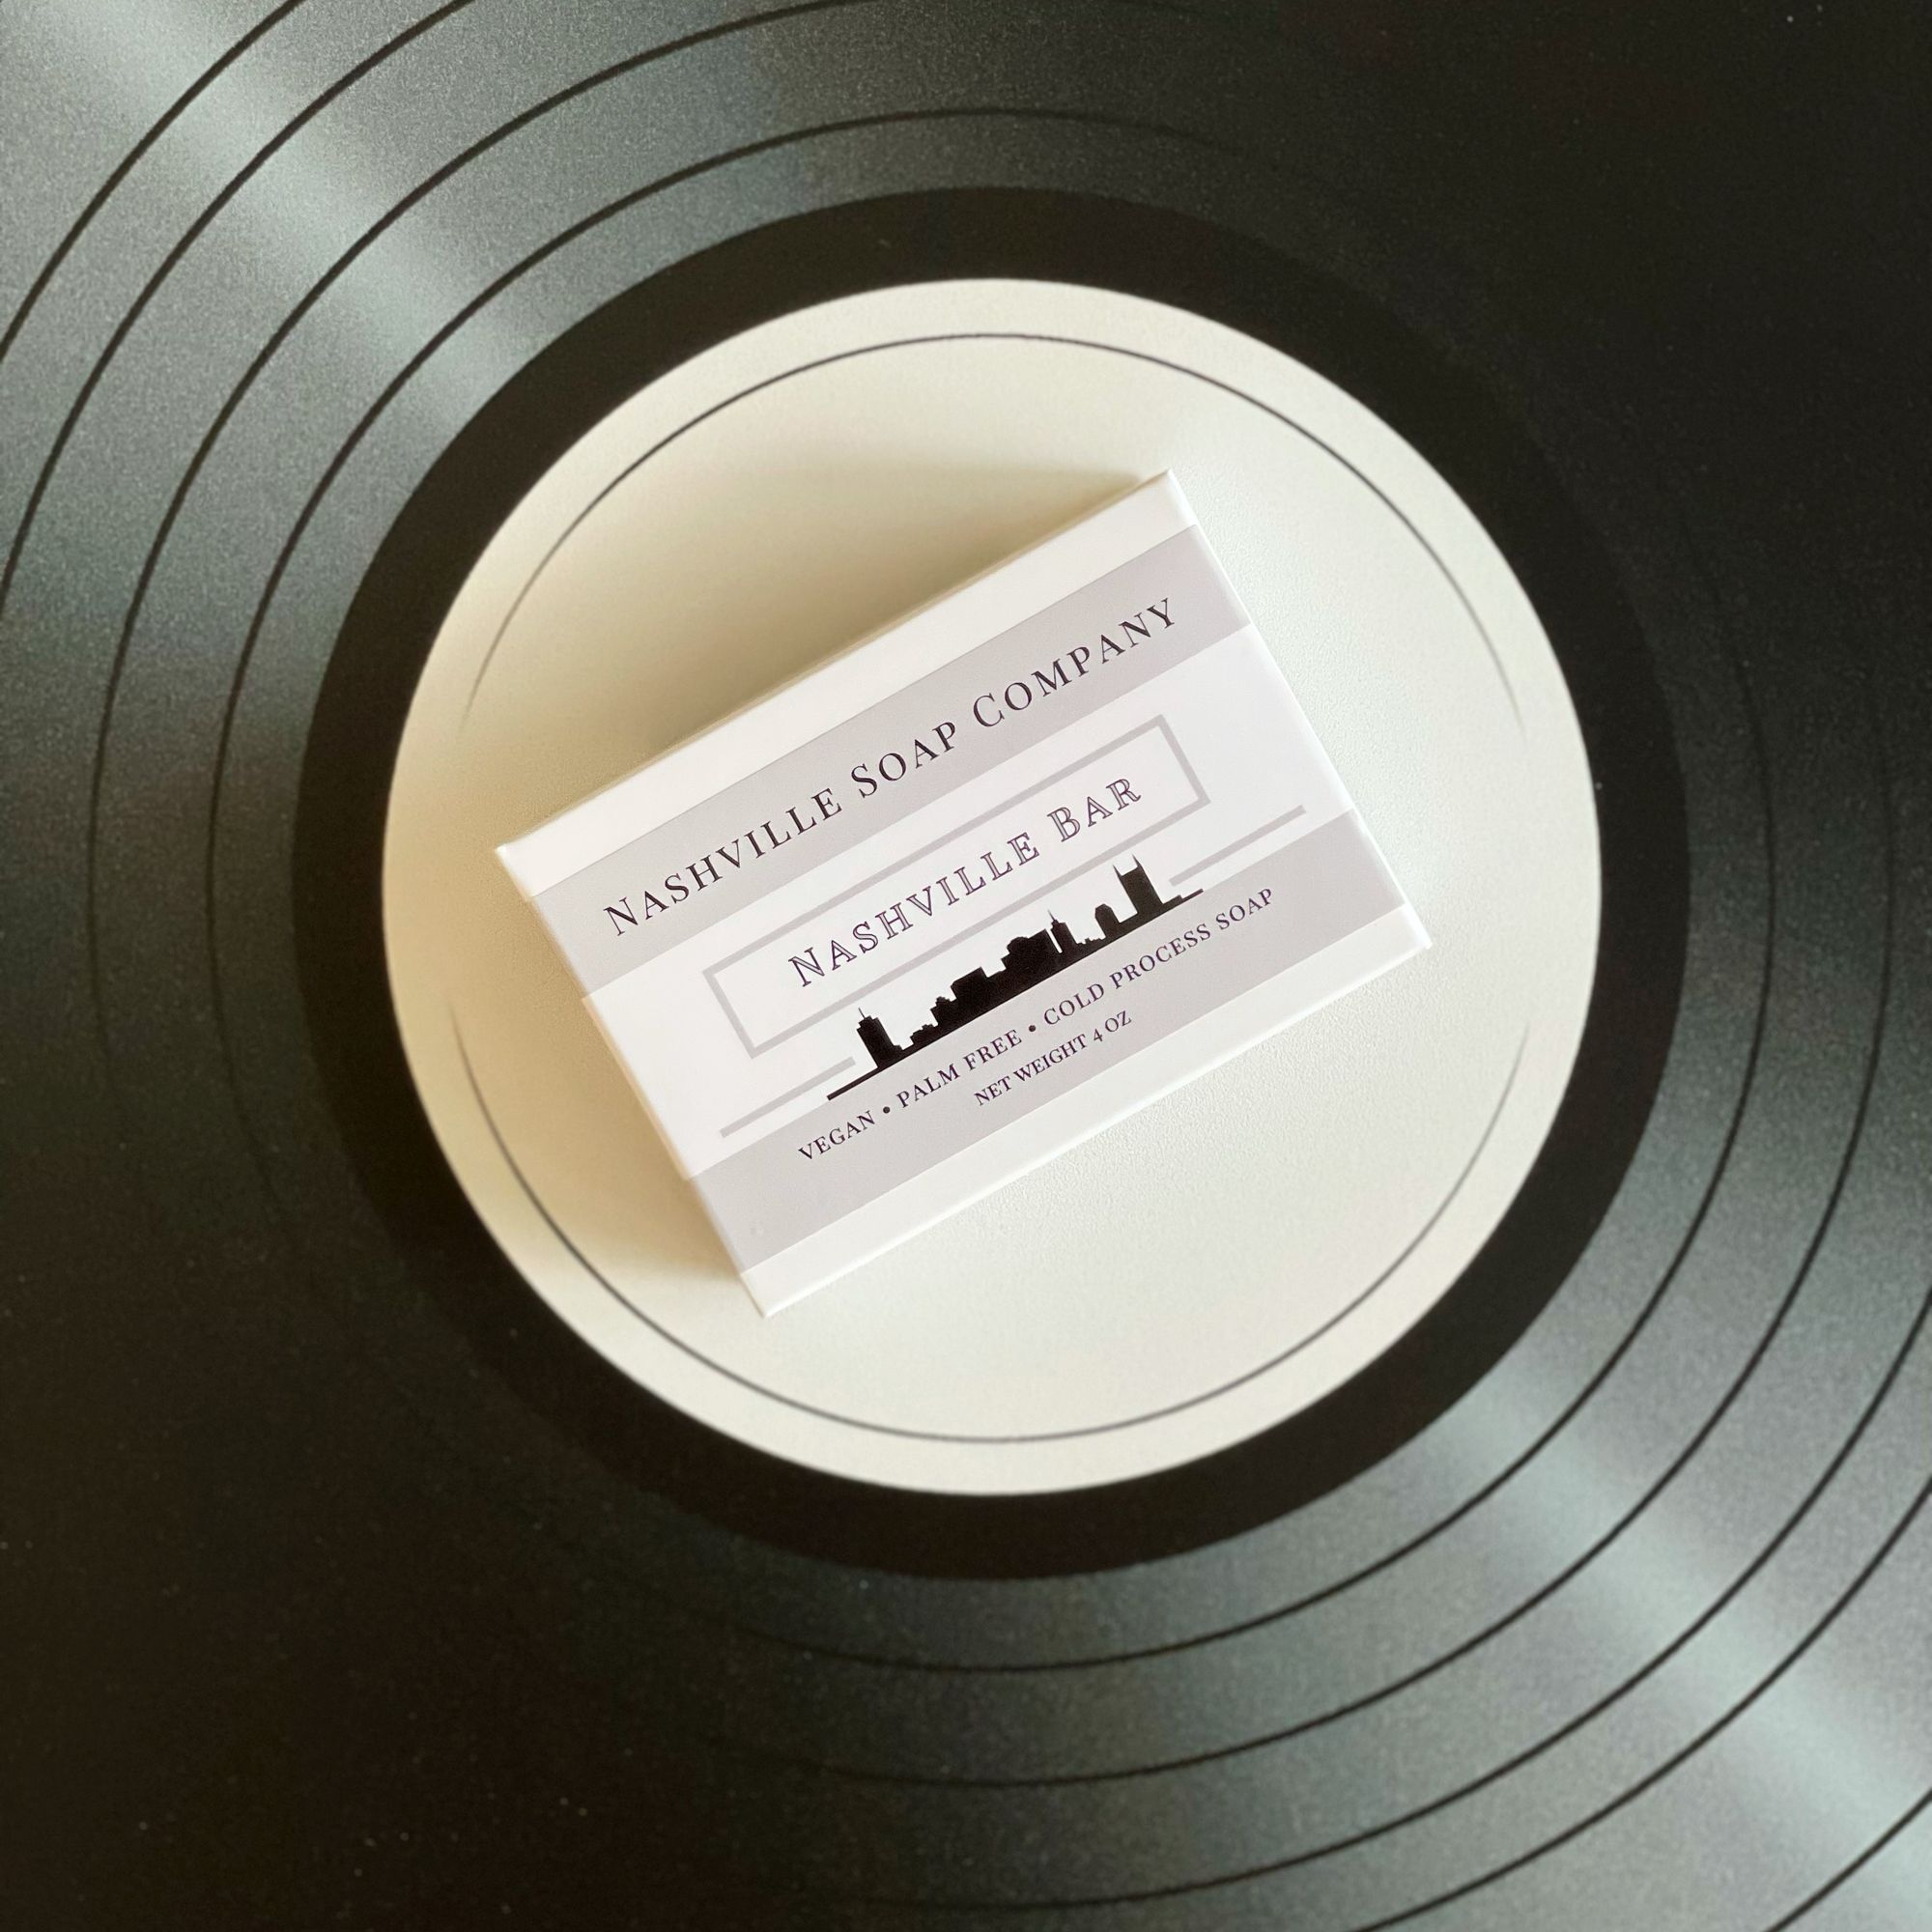 NASHVILLE SOAP COMPANY
NASHVILLE BAR
VEGAN • PALM FREE • COLD PROCESS SOAP
NET WEIGHT 4 OZ